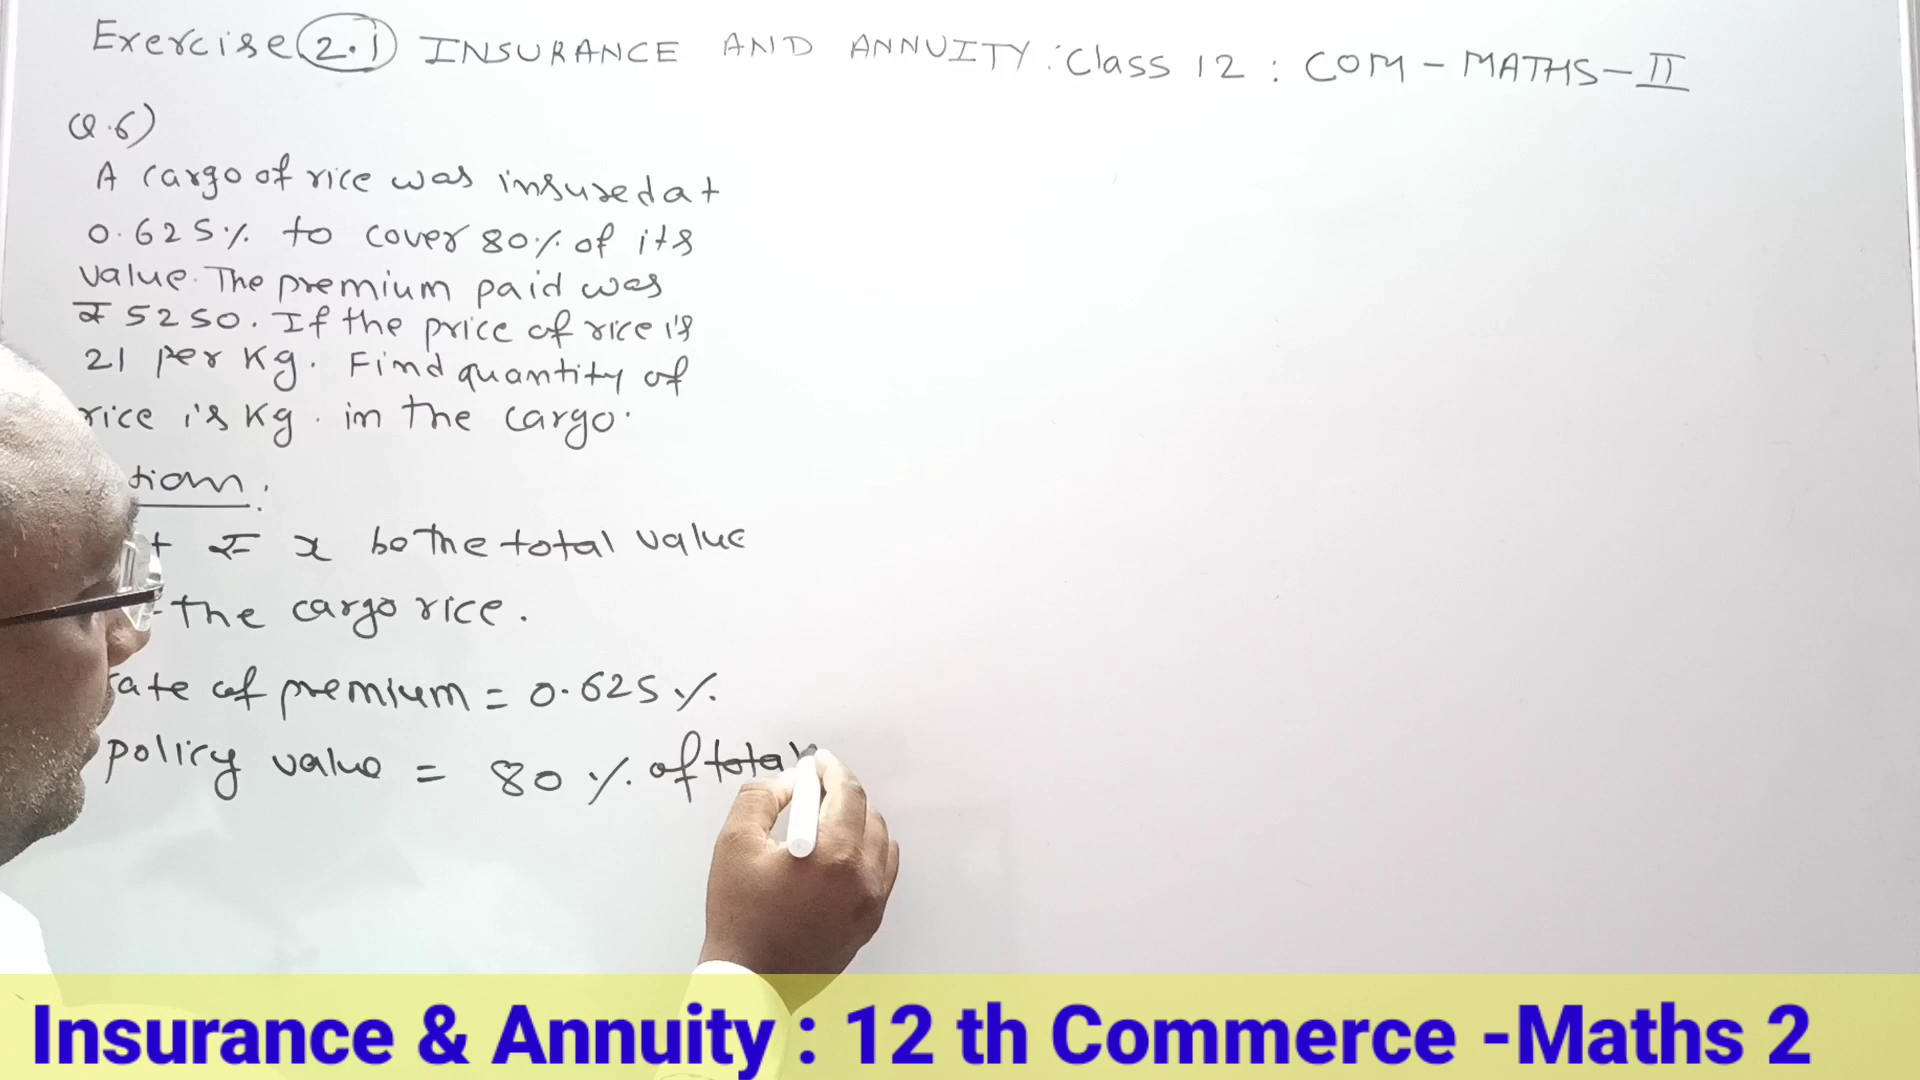 Exercise 2.1 INSURANCE AND ANNUITY : Class 12 : COM - MATHS - II
Q.6)
A cargo of rice was insured at
0.625% to cover 80% of its
value. The premium paid was
₹ 5250. If the price of rice is
21 per Kg. Find quantity of
rice is Kg. in the cargo.
tion :
t ₹ x be the total value
the cargo rice.
rate of premium = 0.625 %
policy value = 80 % of total
Insurance & Annuity : 12 th Commerce -Maths 2